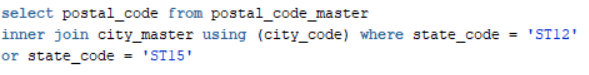 select postal_code from postal_code_master
inner join city_master using (city_code) where state_code = 'ST12'
or state_code = 'ST15'